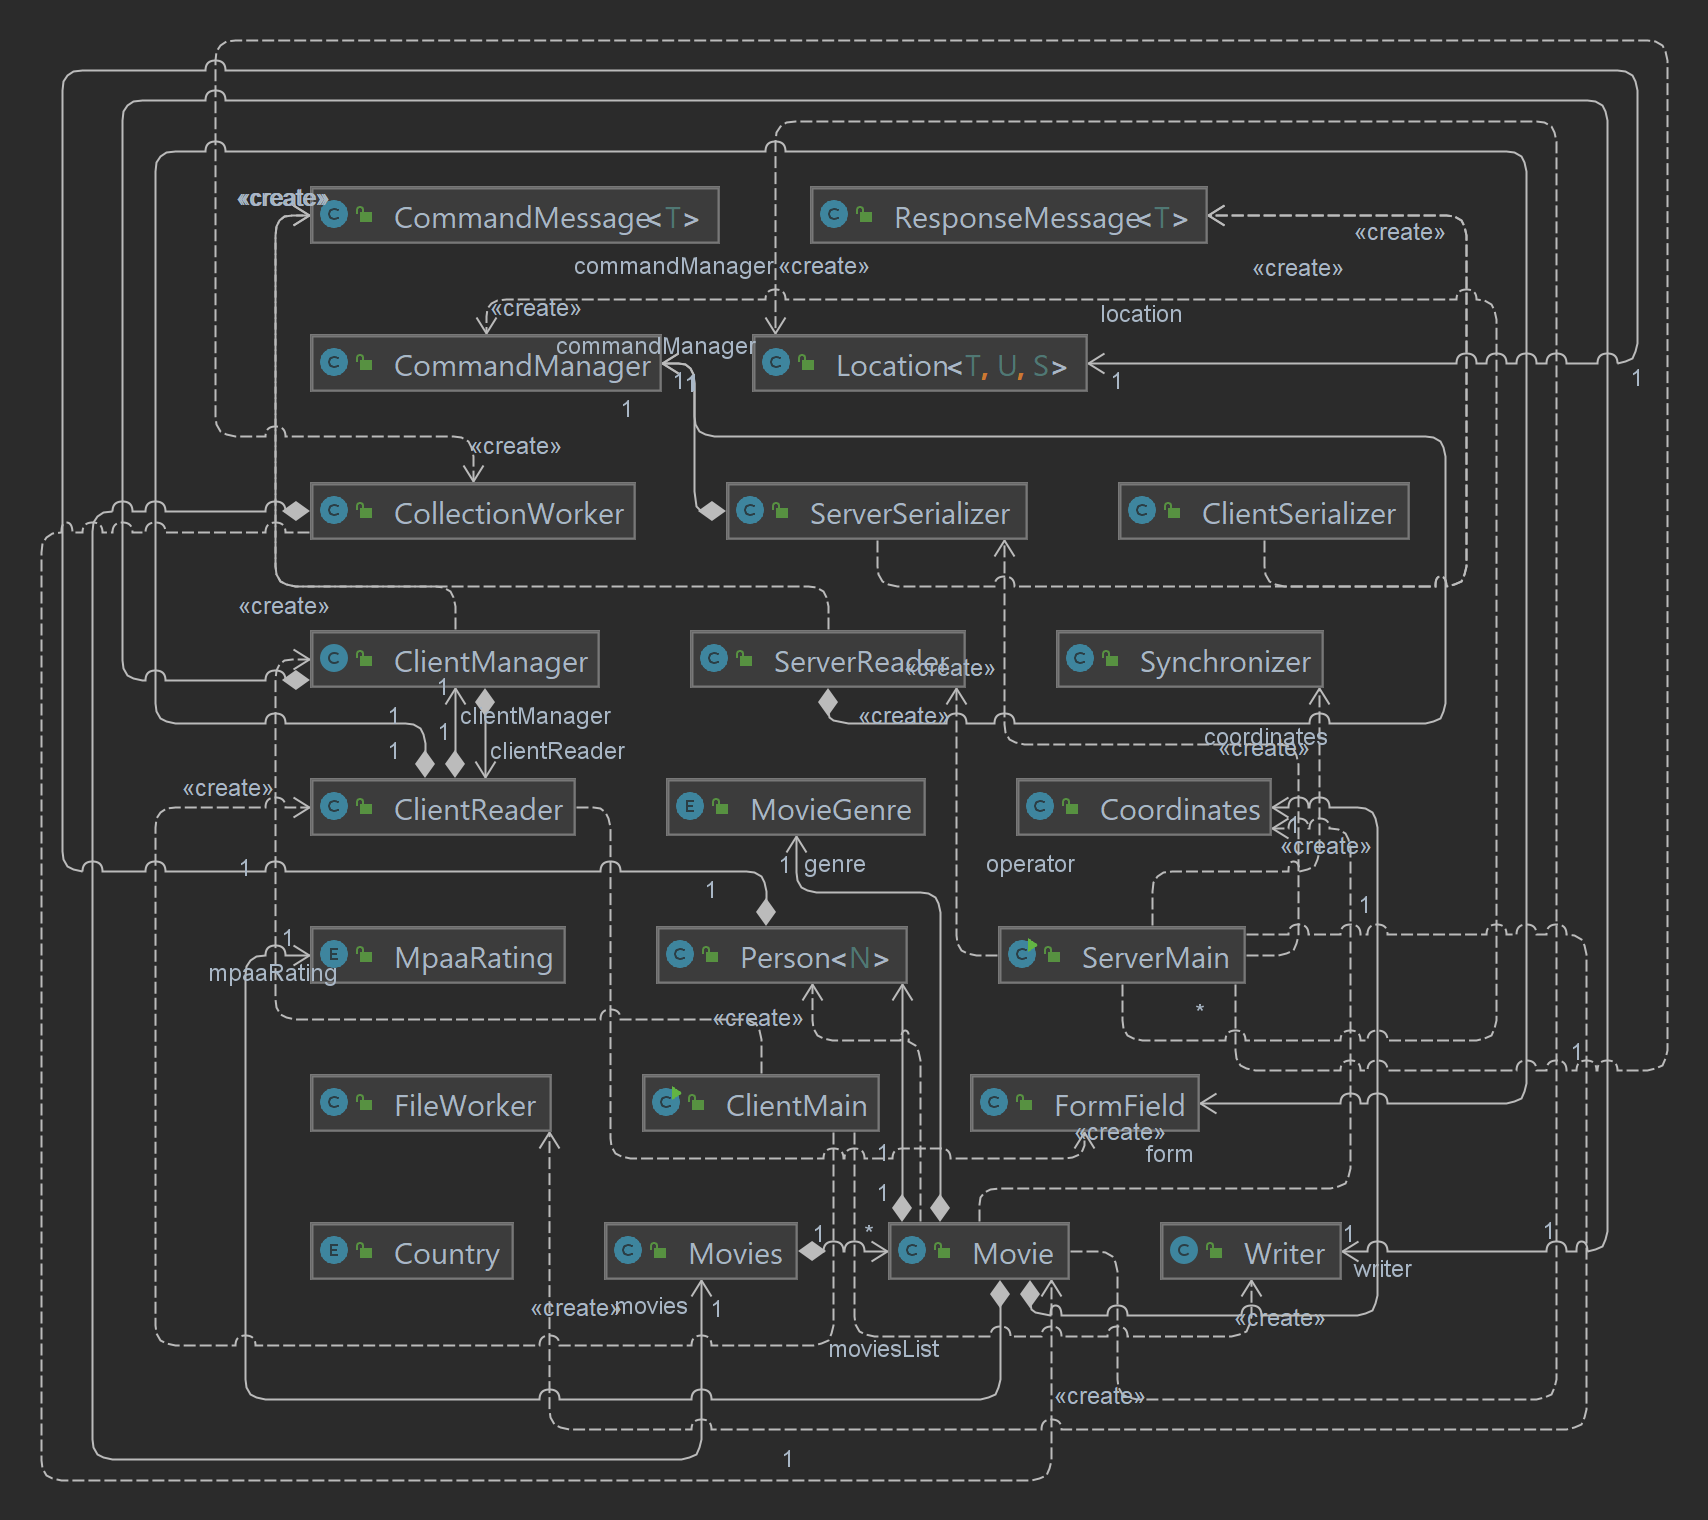 «create»
C CommandMessage<T>
C ResponseMessage<T>
«create»
commandManager
«create»
«create»
«create»
location
commandManager
C CommandManager
C Location<T, U, S>
1
1
1
1
1
«create»
C CollectionWorker
C ServerSerializer
C ClientSerializer
«create»
C ClientManager
C ServerReader
«create»
C Synchronizer
1
1
clientManager
«create»
1
1
clientReader
coordinates
«create»
«create»
C ClientReader
E MovieGenre
C Coordinates
1
«create»
1
1
genre
operator
1
1
1
mpaaRating
E MpaaRating
C Person<N>
C ServerMain
«create»
*
1
C FileWorker
C ClientMain
C FormField
«create»
1
form
1
E Country
C Movies
1
*
C Movie
C Writer
1
1
writer
«create»
movies
1
«create»
moviesList
«create»
1